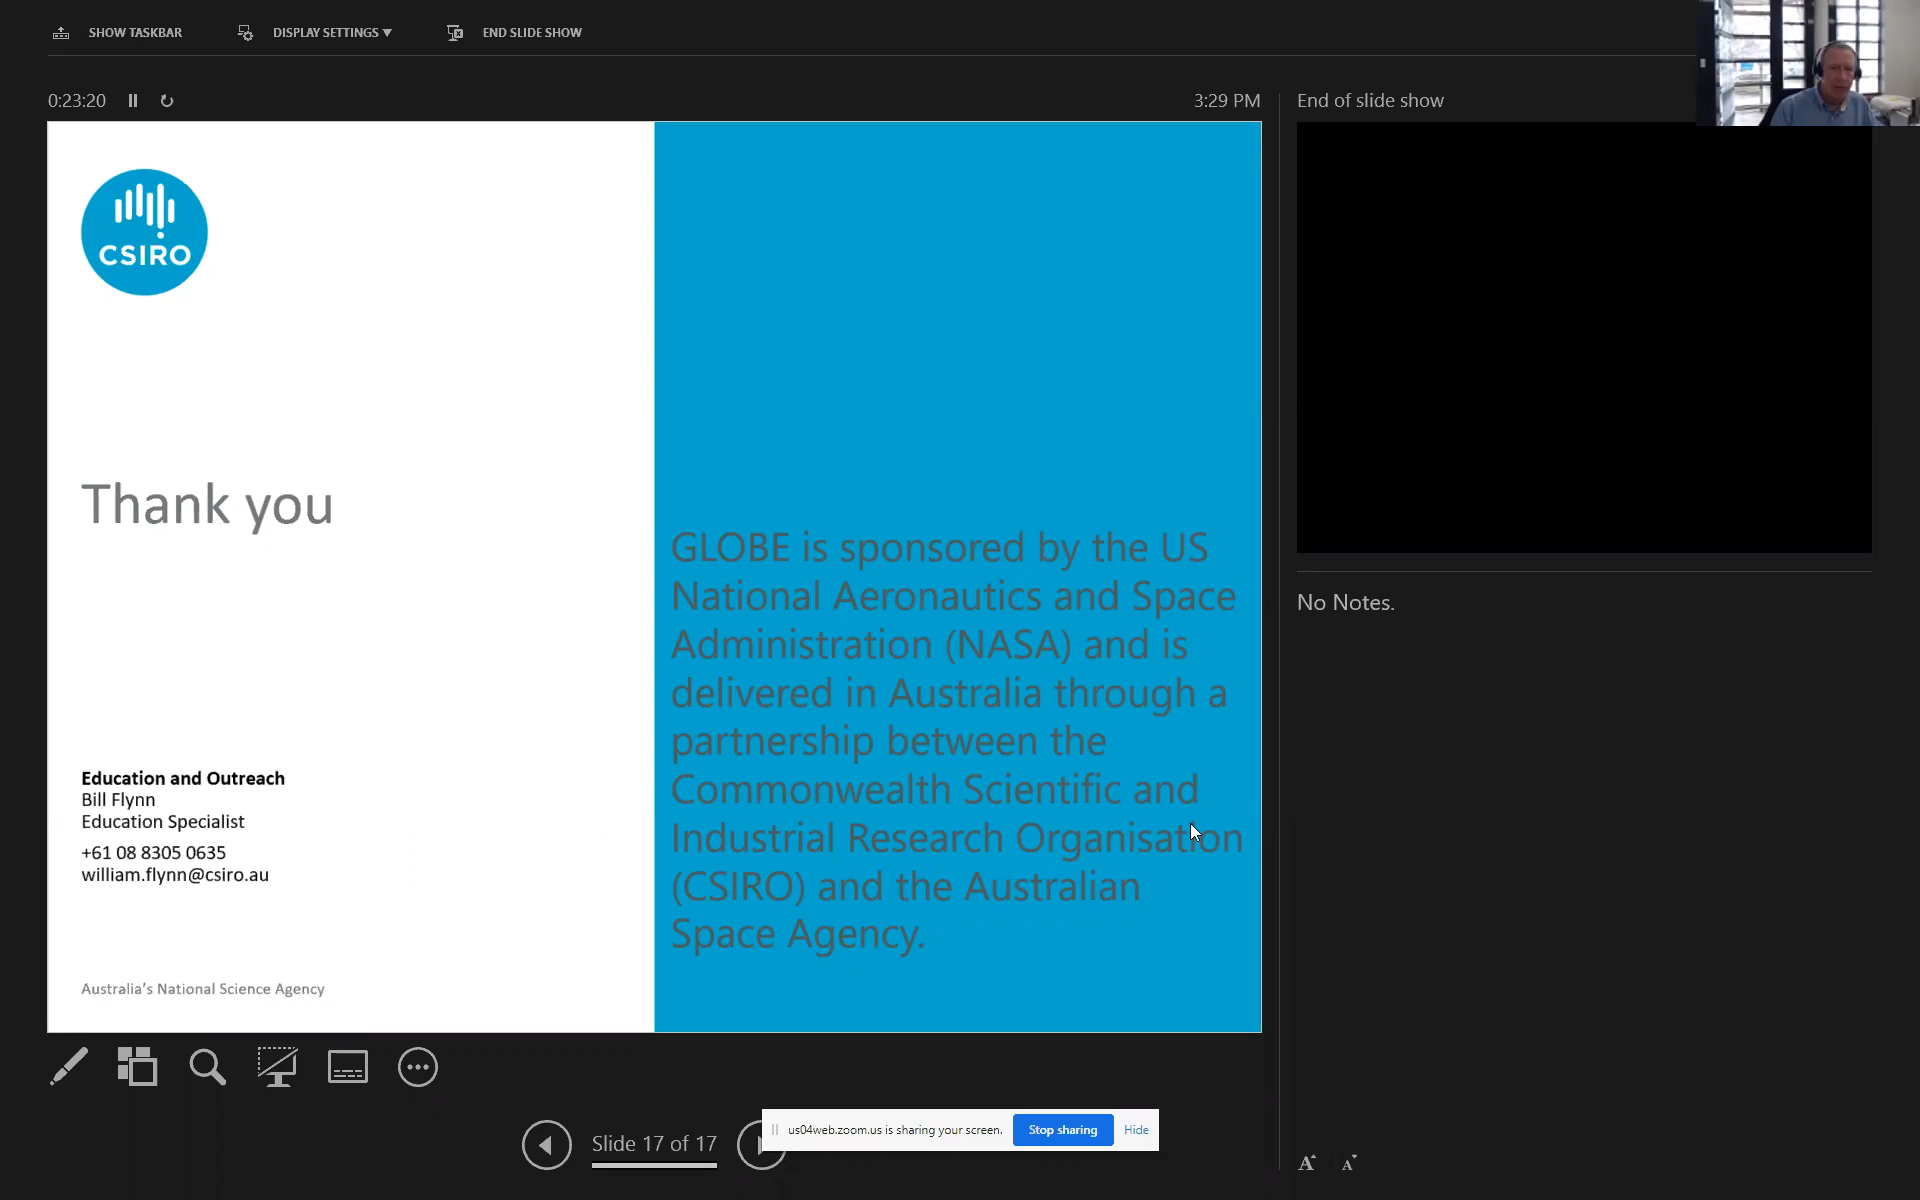 SHOW TASKBAR
DISPLAY SETTINGS ▼
END SLIDE SHOW
0:23:20
3:29 PM
End of slide show
CSIRO
Thank you
Education and Outreach
Bill Flynn
Education Specialist
+61 08 8305 0635
william.flynn@csiro.au
Australia's National Science Agency
GLOBE is sponsored by the US
National Aeronautics and Space
Administration (NASA) and is
delivered in Australia through a
partnership between the
Commonwealth Scientific and
Industrial Research Organisation
(CSIRO) and the Australian
Space Agency.
No Notes.
Slide 17 of 17
us04web.zoom.us is sharing your screen.
Stop sharing
Hide
A A